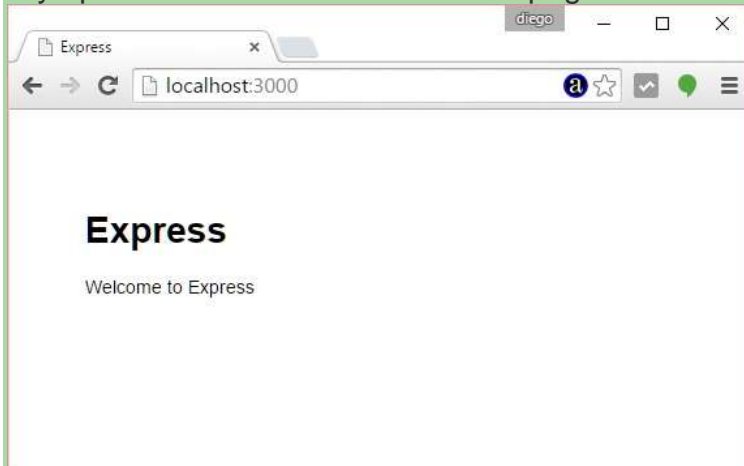 diego
Express
localhost:3000
a
Express
Welcome to Express